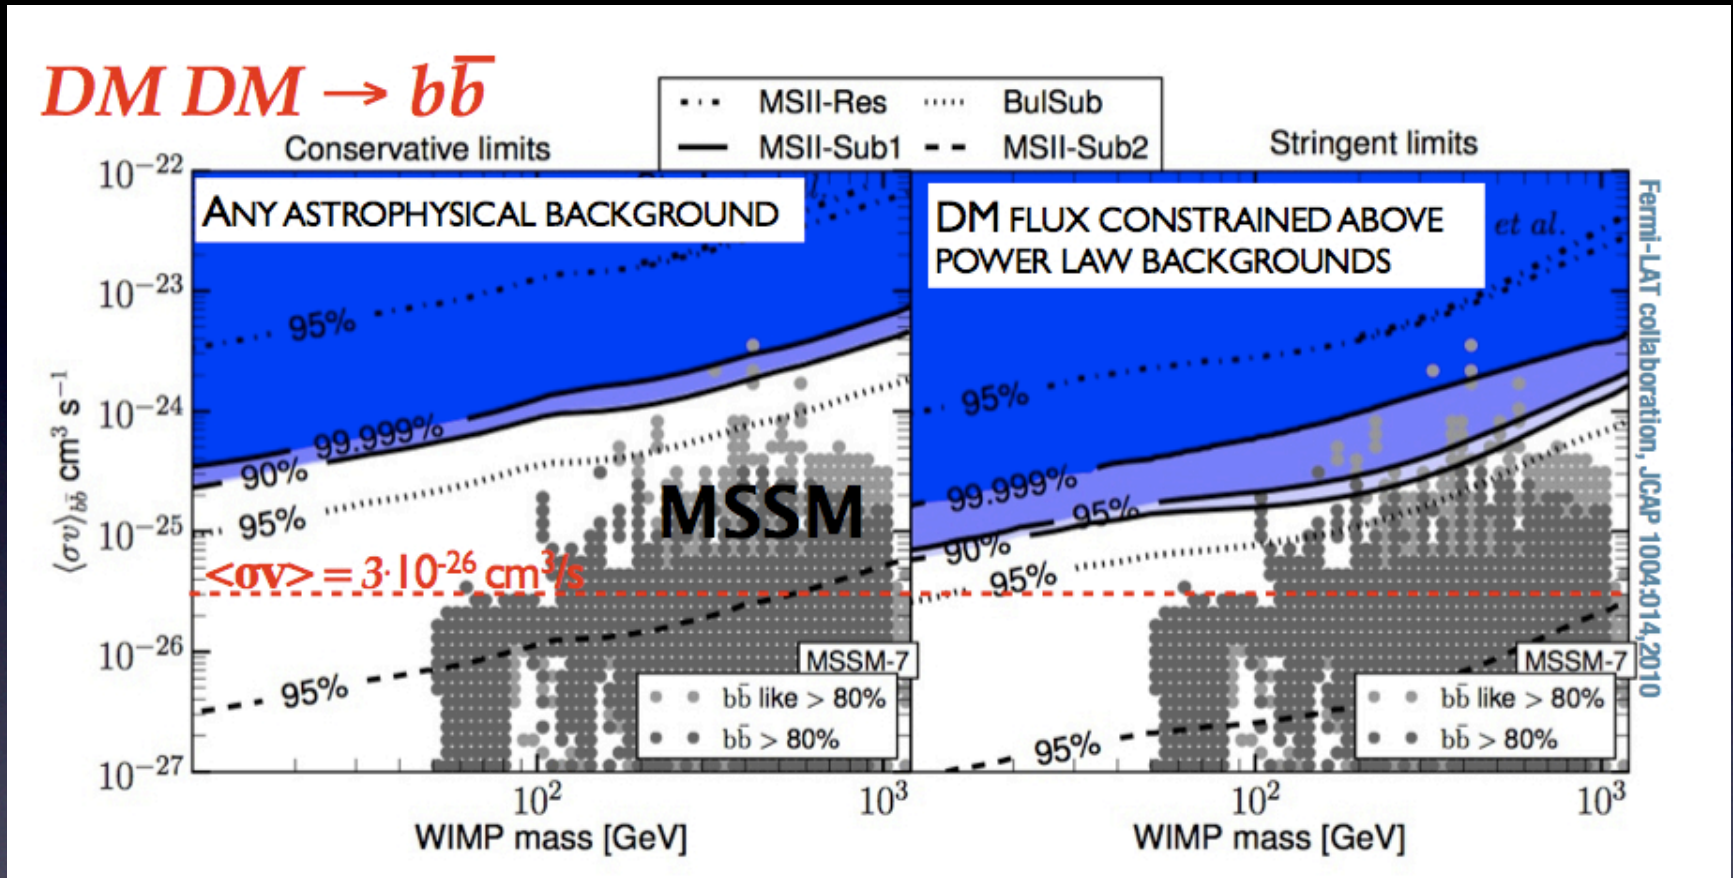 DM DM → bb̄
MSII-Res BulSub
MSII-Sub1 MSII-Sub2
Conservative limits
Stringent limits
ANY ASTROPHYSICAL BACKGROUND
DM FLUX CONSTRAINED ABOVE
POWER LAW BACKGROUNDS
et al.
10⁻²²
10⁻²³
10⁻²⁴
10⁻²⁵
10⁻²⁶
10⁻²⁷
⟨σv⟩bb̄ cm³ s⁻¹
95%
99.999%
90%
95%
MSSM
<σv> = 3·10⁻²⁶ cm³/s
95%
MSSM-7
bb̄ like > 80%
bb̄ > 80%
10² 10³
WIMP mass [GeV]
95%
99.999%
95%
90%
95%
95%
MSSM-7
bb̄ like > 80%
bb̄ > 80%
10² 10³
WIMP mass [GeV]
Fermi-LAT collaboration, JCAP 1004:014,2010